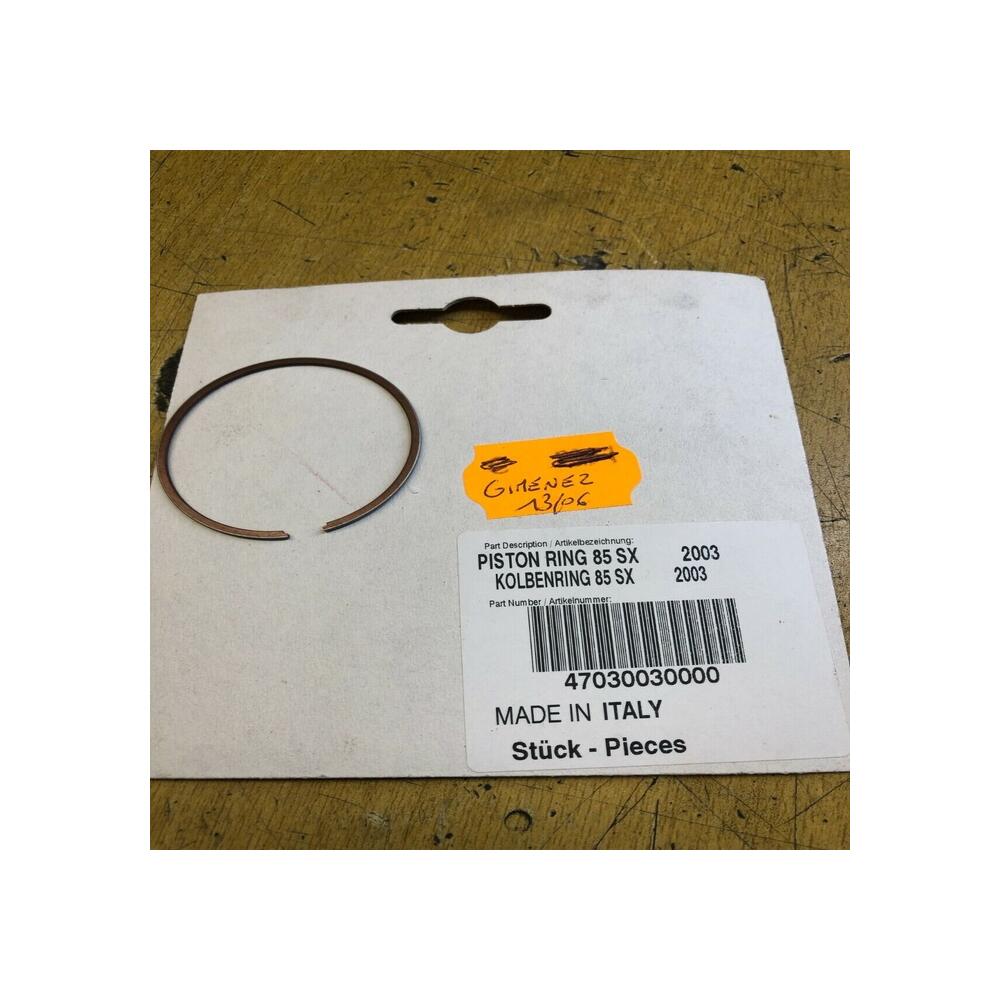 GIMÉNEZ
13/06
Part Description / Artikelbezeichnung:
PISTON RING 85 SX 2003
KOLBENRING 85 SX 2003
Part Number / Artikelnummer:
47030030000
MADE IN ITALY
Stück - Pieces